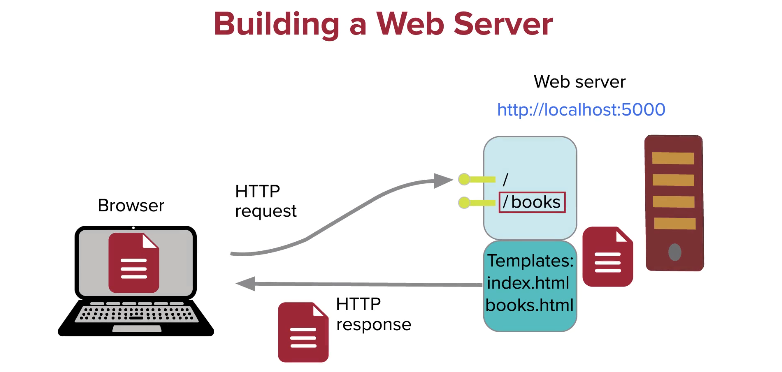 Building a Web Server
Web server
http://localhost:5000
HTTP
request
/
/books
Browser
Templates:
index.html
books.html
HTTP
response